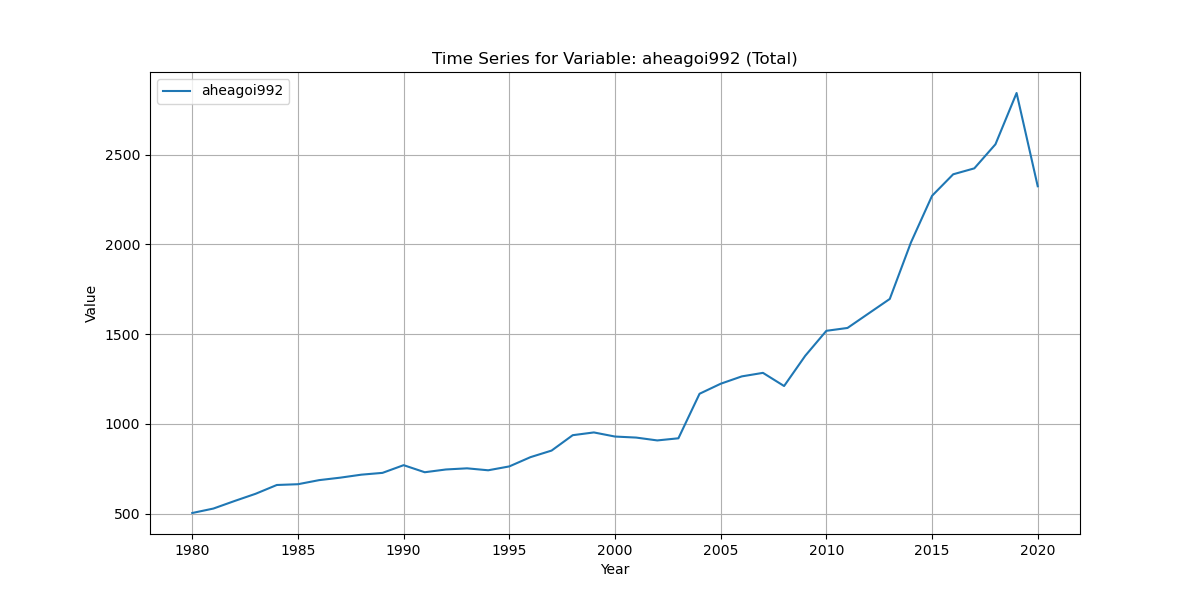 Time Series for Variable: aheagoi992 (Total)
aheagoi992
2500
2000
1500
1000
500
Value
1980 1985 1990 1995 2000 2005 2010 2015 2020
Year